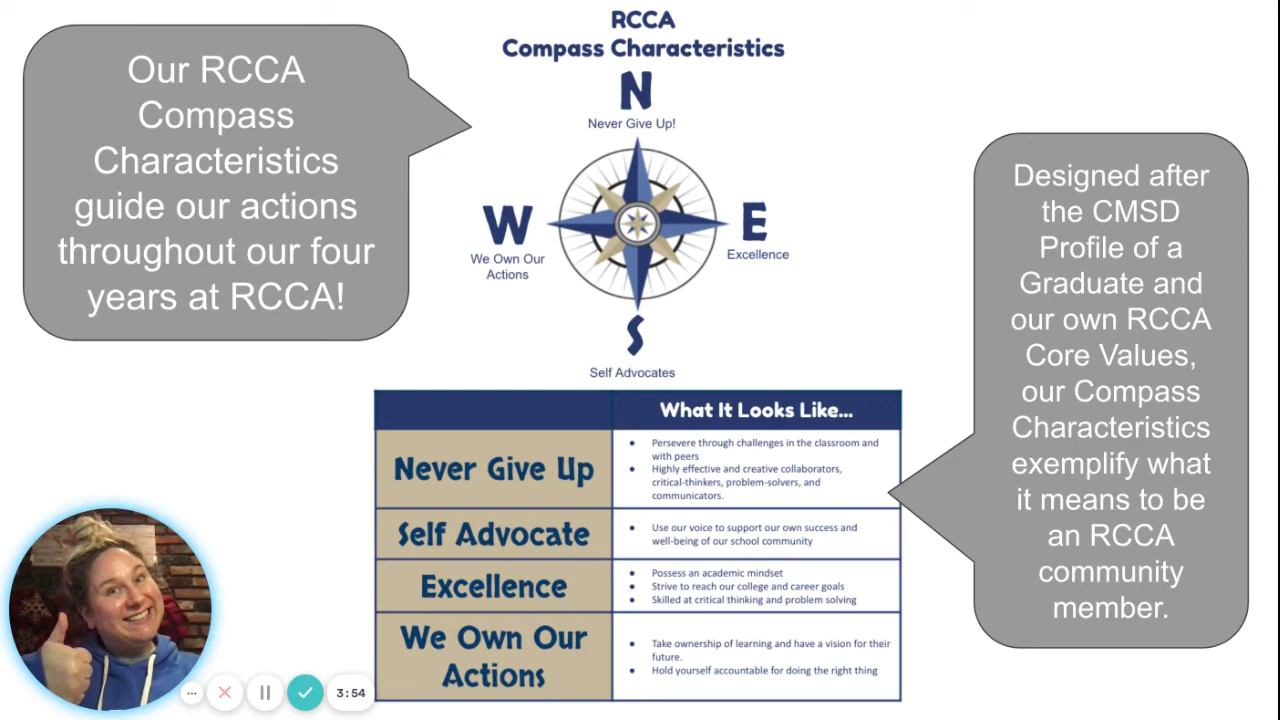 Our RCCA
Compass
Characteristics
guide our actions
throughout our four
years at RCCA!
RCCA
Compass Characteristics
N
Never Give Up!
W
We Own Our
Actions
E
Excellence
S
Self Advocates
Designed after
the CMSD
Profile of a
Graduate and
our own RCCA
Core Values,
our Compass
Characteristics
exemplify what
it means to be
an RCCA
community
member.
What It Looks Like...
Never Give Up
● Persevere through challenges in the classroom and
with peers
● Highly effective and creative collaborators,
critical-thinkers, problem-solvers, and
communicators.
Self Advocate
● Use our voice to support our own success and
well-being of our school community
Excellence
● Possess an academic mindset
● Strive to reach our college and career goals
● Skilled at critical thinking and problem solving
We Own Our
Actions
● Take ownership of learning and have a vision for their
future.
● Hold yourself accountable for doing the right thing
3:54